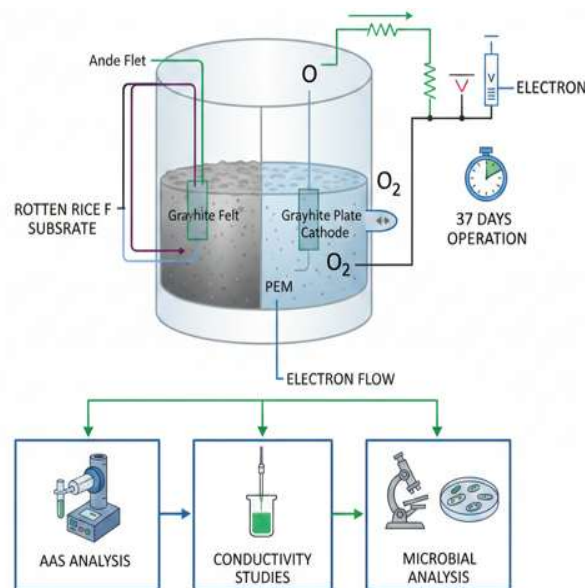 Ande Flet
O
V
V
ELECTRON
O₂
ROTTEN RICE F
SUBSRATE
Grayhite Felt
Grayhite Plate
Cathode
37 DAYS
OPERATION
O₂
PEM
ELECTRON FLOW
AAS ANALYSIS
CONDUCTIVITY
STUDIES
MICROBIAL
ANALYSIS